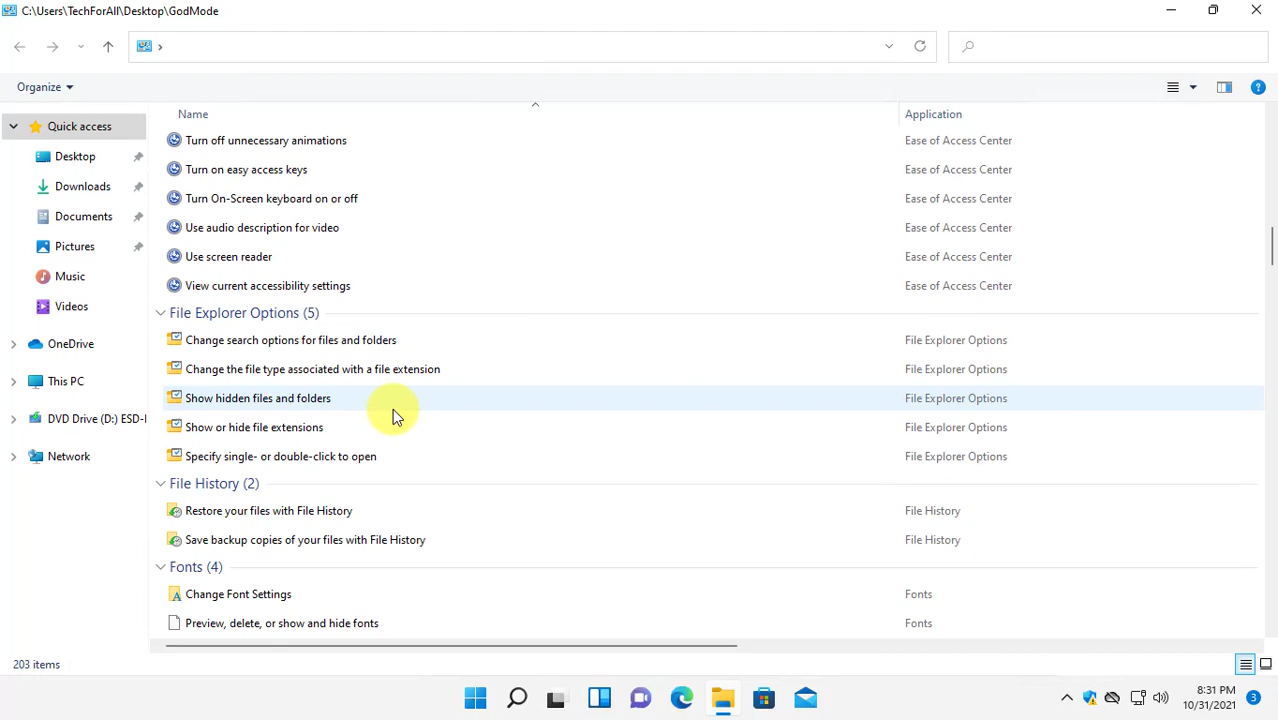 C:\Users\TechForAll\Desktop\GodMode
Organize
Name Application
Quick access
Desktop
Downloads
Documents
Pictures
Music
Videos
OneDrive
This PC
DVD Drive (D:) ESD-I
Network
Turn off unnecessary animations Ease of Access Center
Turn on easy access keys Ease of Access Center
Turn On-Screen keyboard on or off Ease of Access Center
Use audio description for video Ease of Access Center
Use screen reader Ease of Access Center
View current accessibility settings Ease of Access Center
File Explorer Options (5)
Change search options for files and folders File Explorer Options
Change the file type associated with a file extension File Explorer Options
Show hidden files and folders File Explorer Options
Show or hide file extensions File Explorer Options
Specify single- or double-click to open File Explorer Options
File History (2)
Restore your files with File History File History
Save backup copies of your files with File History File History
Fonts (4)
Change Font Settings Fonts
Preview, delete, or show and hide fonts Fonts
203 items
8:31 PM
10/31/2021
3